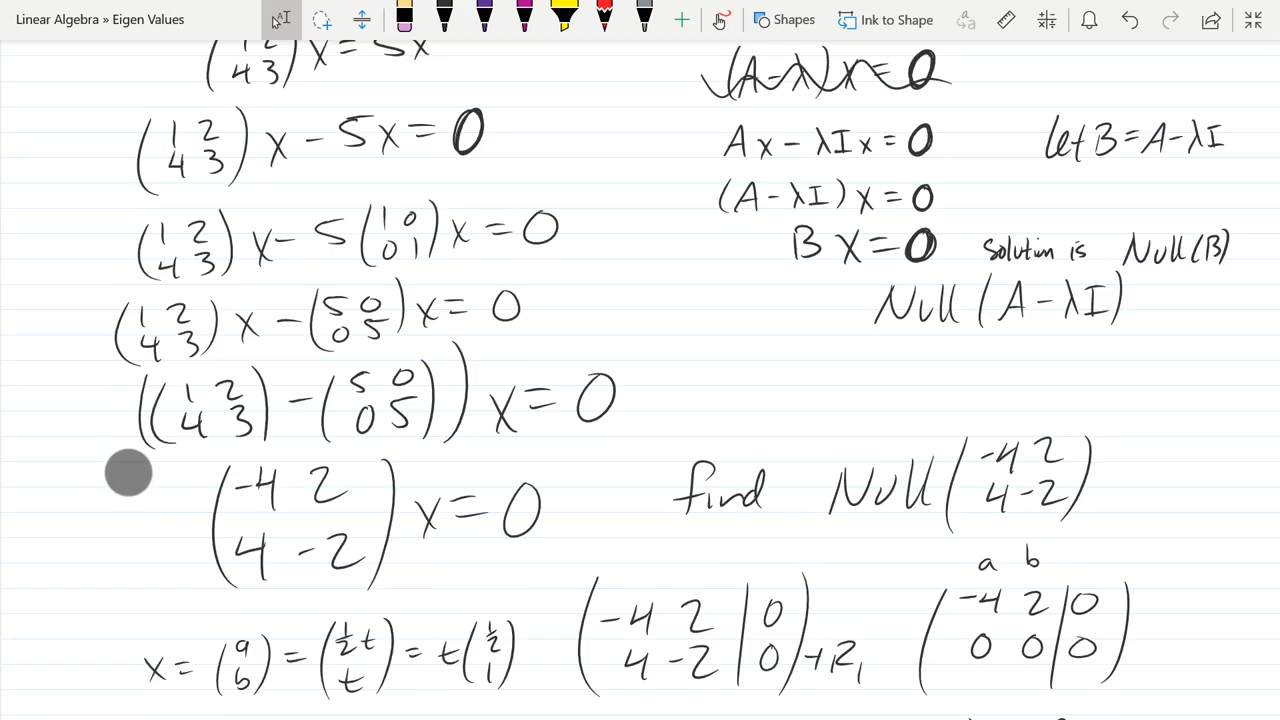 Linear Algebra » Eigen Values
Shapes
Ink to Shape
(1 2
4 3) x = 5x
(1 2
4 3) x - 5x = 0
(1 2
4 3) x - 5 (1 0
0 1) x = 0
(1 2
4 3) x - (5 0
0 5) x = 0
((1 2
4 3) - (5 0
0 5)) x = 0
(-4 2
4 -2) x = 0
x = (a
b) = (½t
t) = t (½
1)
(A - λ) x = 0
Ax - λIx = 0
let B = A - λI
(A - λI) x = 0
Bx = 0 solution is Null(B)
Null (A - λI)
find Null (-4 2
4 -2)
(-4 2 | 0
4 -2 | 0) +R₁
a b
(-4 2 | 0
0 0 | 0)